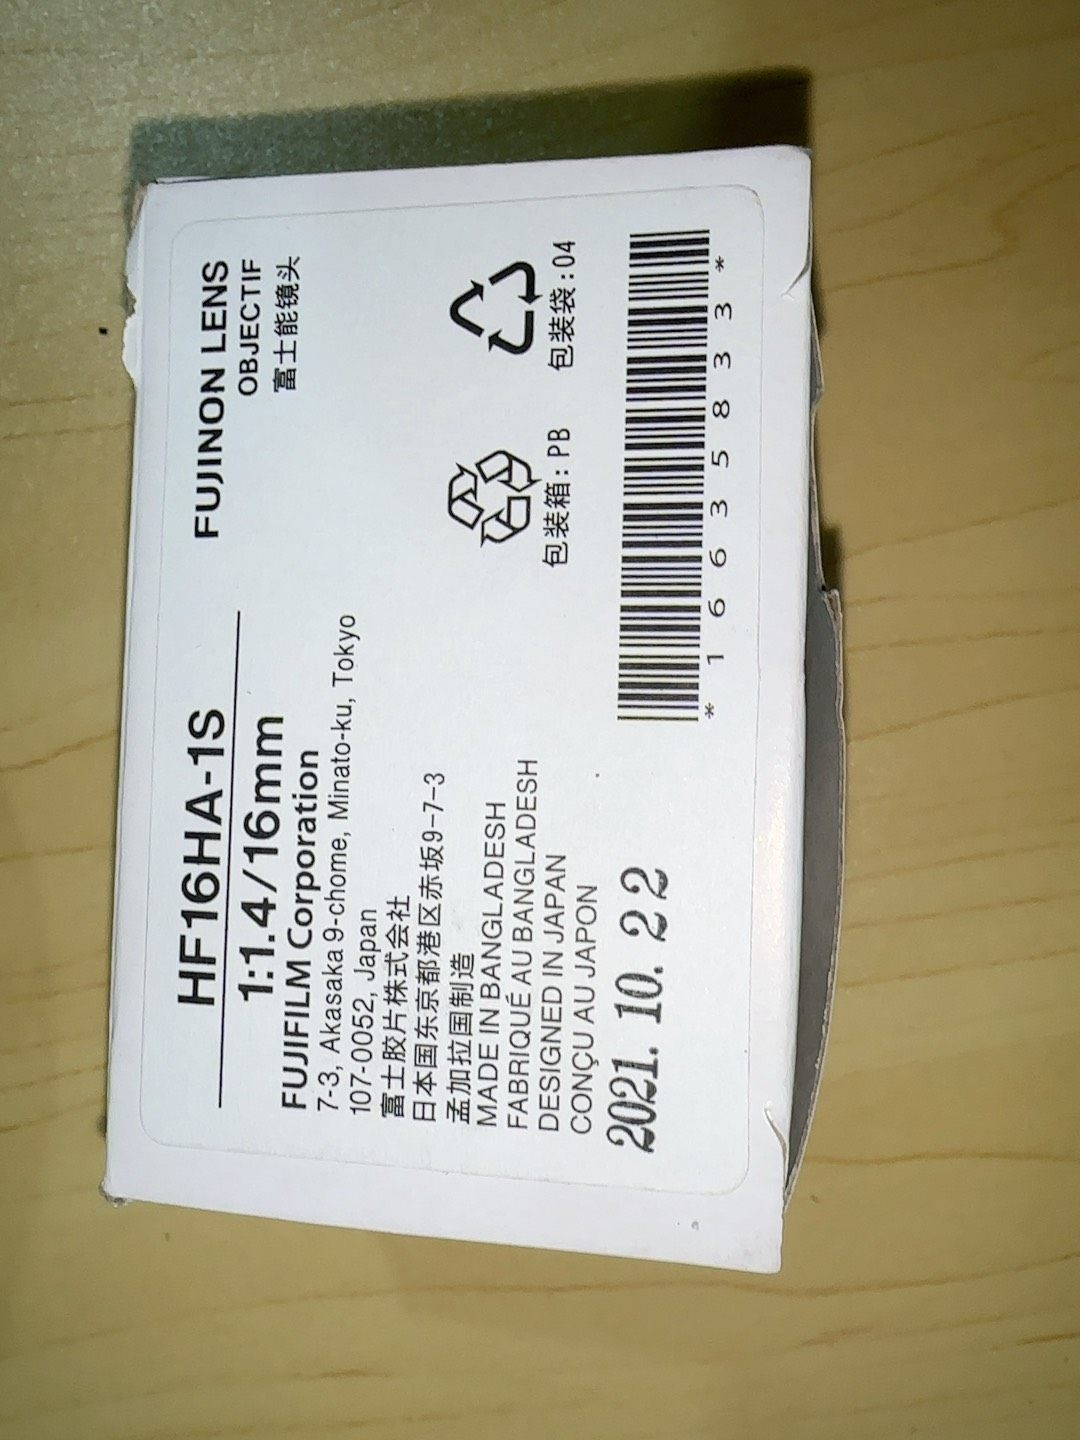 HF16HA-1S
FUJINON LENS
1:1.4/16mm
OBJECTIF
富士能镜头
FUJIFILM Corporation
7-3, Akasaka 9-chome, Minato-ku, Tokyo
107-0052, Japan
富士胶片株式会社
日本国东京都港区赤坂9-7-3
孟加拉国制造
MADE IN BANGLADESH
FABRIQUÉ AU BANGLADESH
DESIGNED IN JAPAN
CONÇU AU JAPON
2021. 10. 22
包装箱: PB
包装袋:04
* 1 6 6 3 5 8 3 3 *